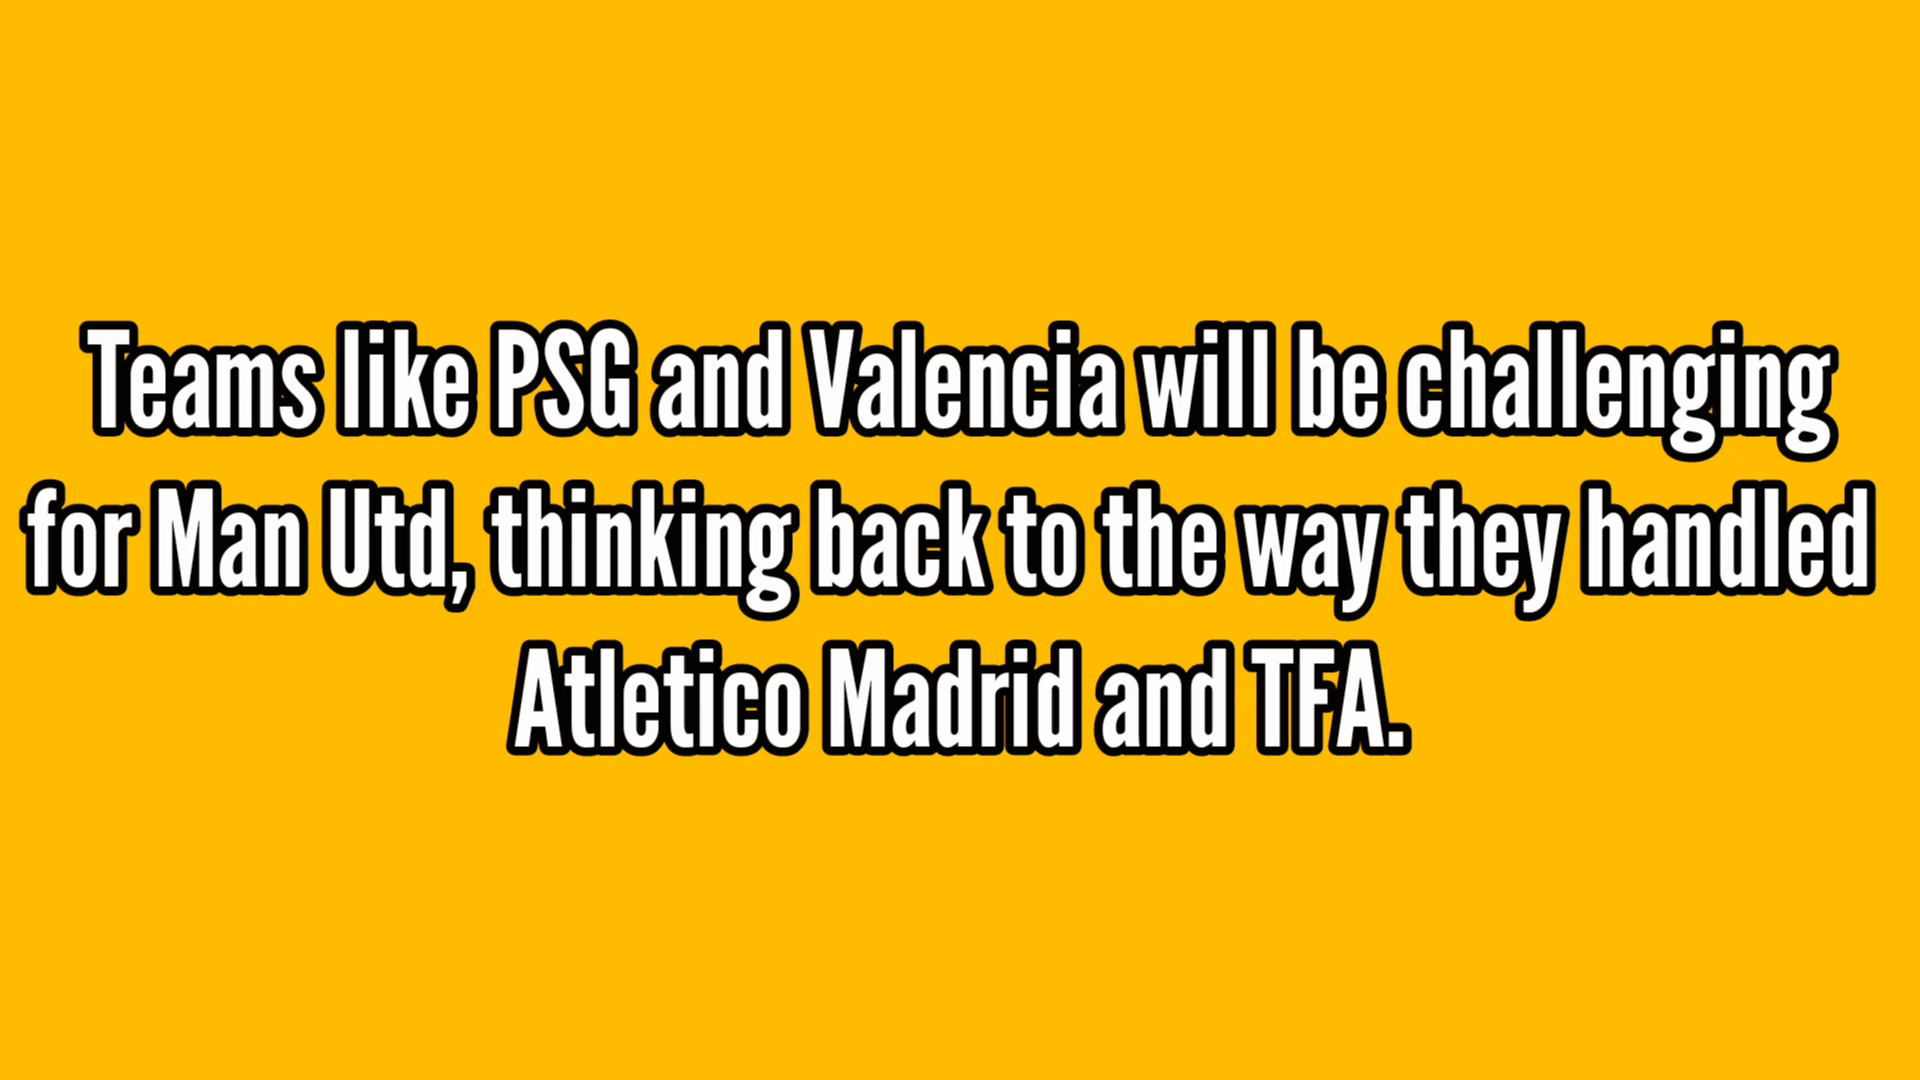 Teams like PSG and Valencia will be challenging
for Man Utd, thinking back to the way they handled
Atletico Madrid and TFA.